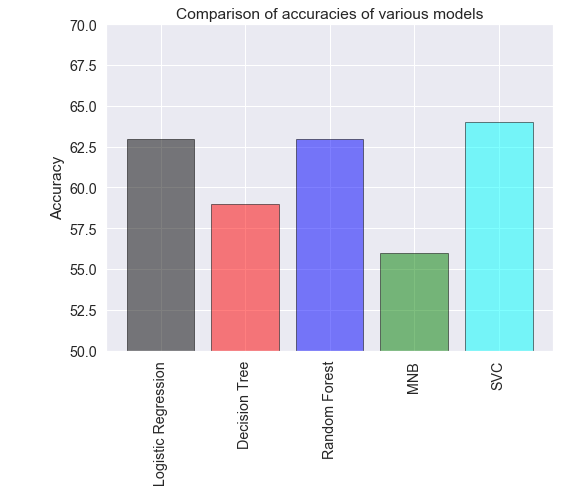 Comparison of accuracies of various models
70.0
67.5
65.0
62.5
60.0
57.5
55.0
52.5
50.0
Accuracy
Logistic Regression
Decision Tree
Random Forest
MNB
SVC